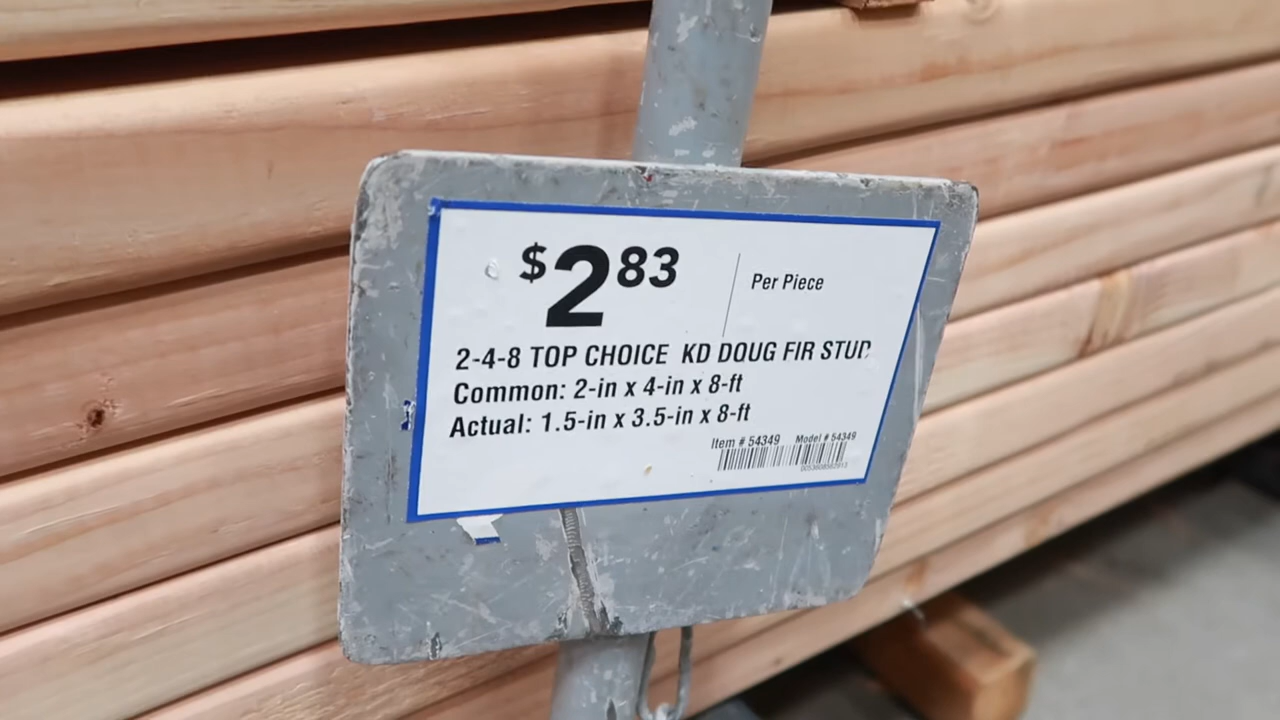 $2 83
Per Piece
2-4-8 TOP CHOICE KD DOUG FIR STUD
Common: 2-in x 4-in x 8-ft
Actual: 1.5-in x 3.5-in x 8-ft
Item # 54349 Model # 54349